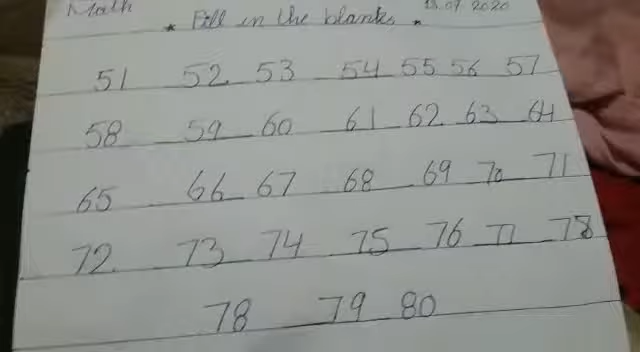 Math
* Fill in the blanks. 13.07.2020
51 52 53 54 55 56 57
58 59 60 61 62 63 64
65 66 67 68 69 70 71
72 73 74 75 76 77 78
78 79 80